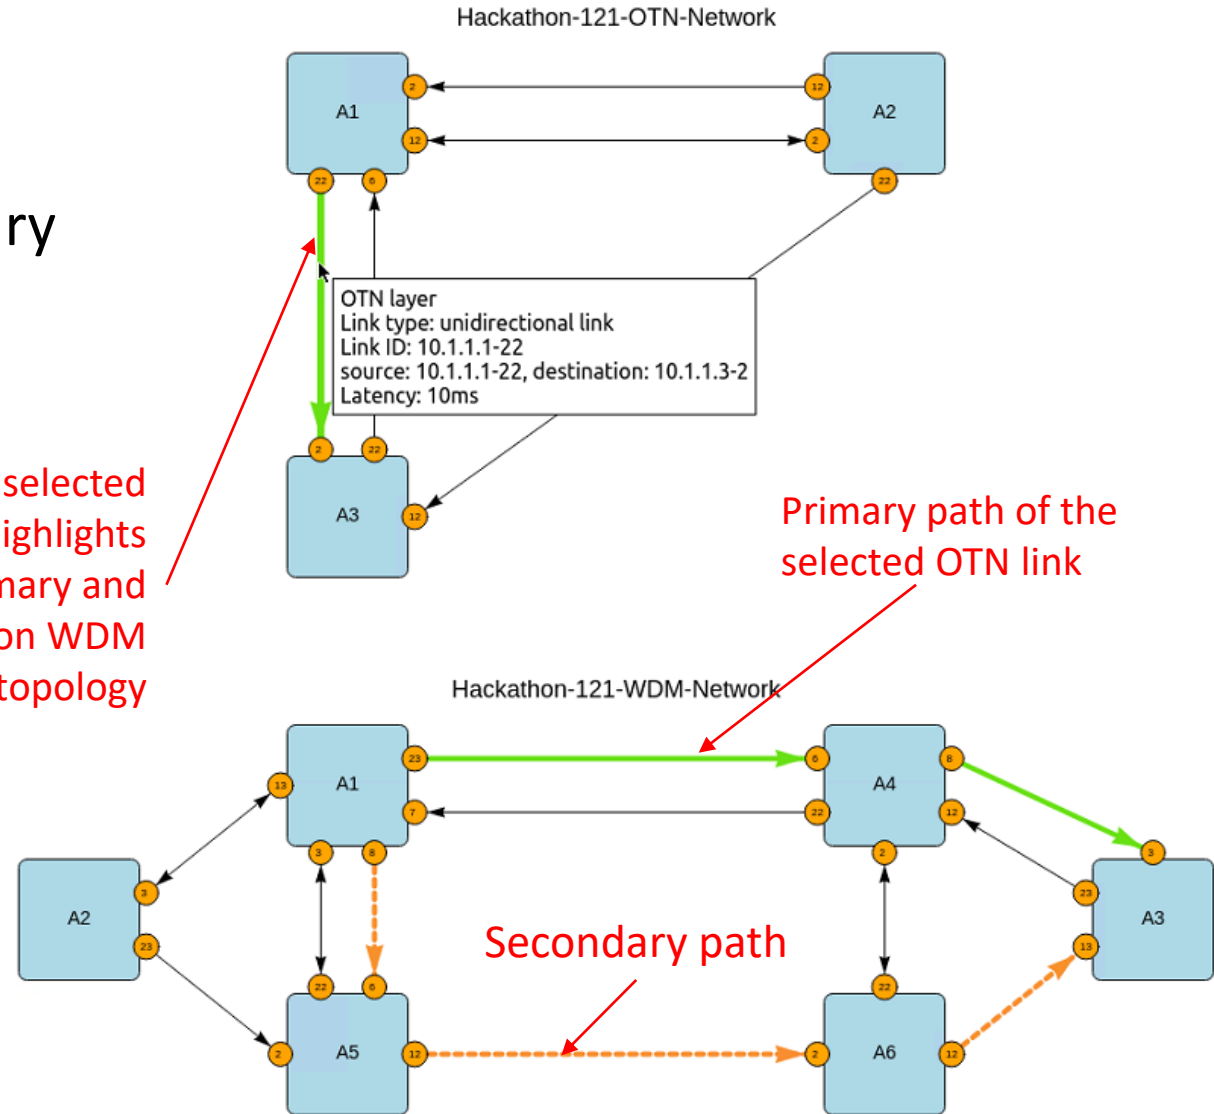 Hackathon-121-OTN-Network
A1
2
12
22
6
12
2
A2
22
ry
OTN layer
Link type: unidirectional link
Link ID: 10.1.1.1-22
source: 10.1.1.1-22, destination: 10.1.1.3-2
Latency: 10ms
2
22
A3
12
selected
ighlights
mary and
on WDM
topology
Primary path of the
selected OTN link
Hackathon-121-WDM-Network
A1
23
13
7
3
8
6
A4
8
22
12
2
3
A2
3
23
23
A3
13
Secondary path
22
6
2
A5
12
22
2
A6
12